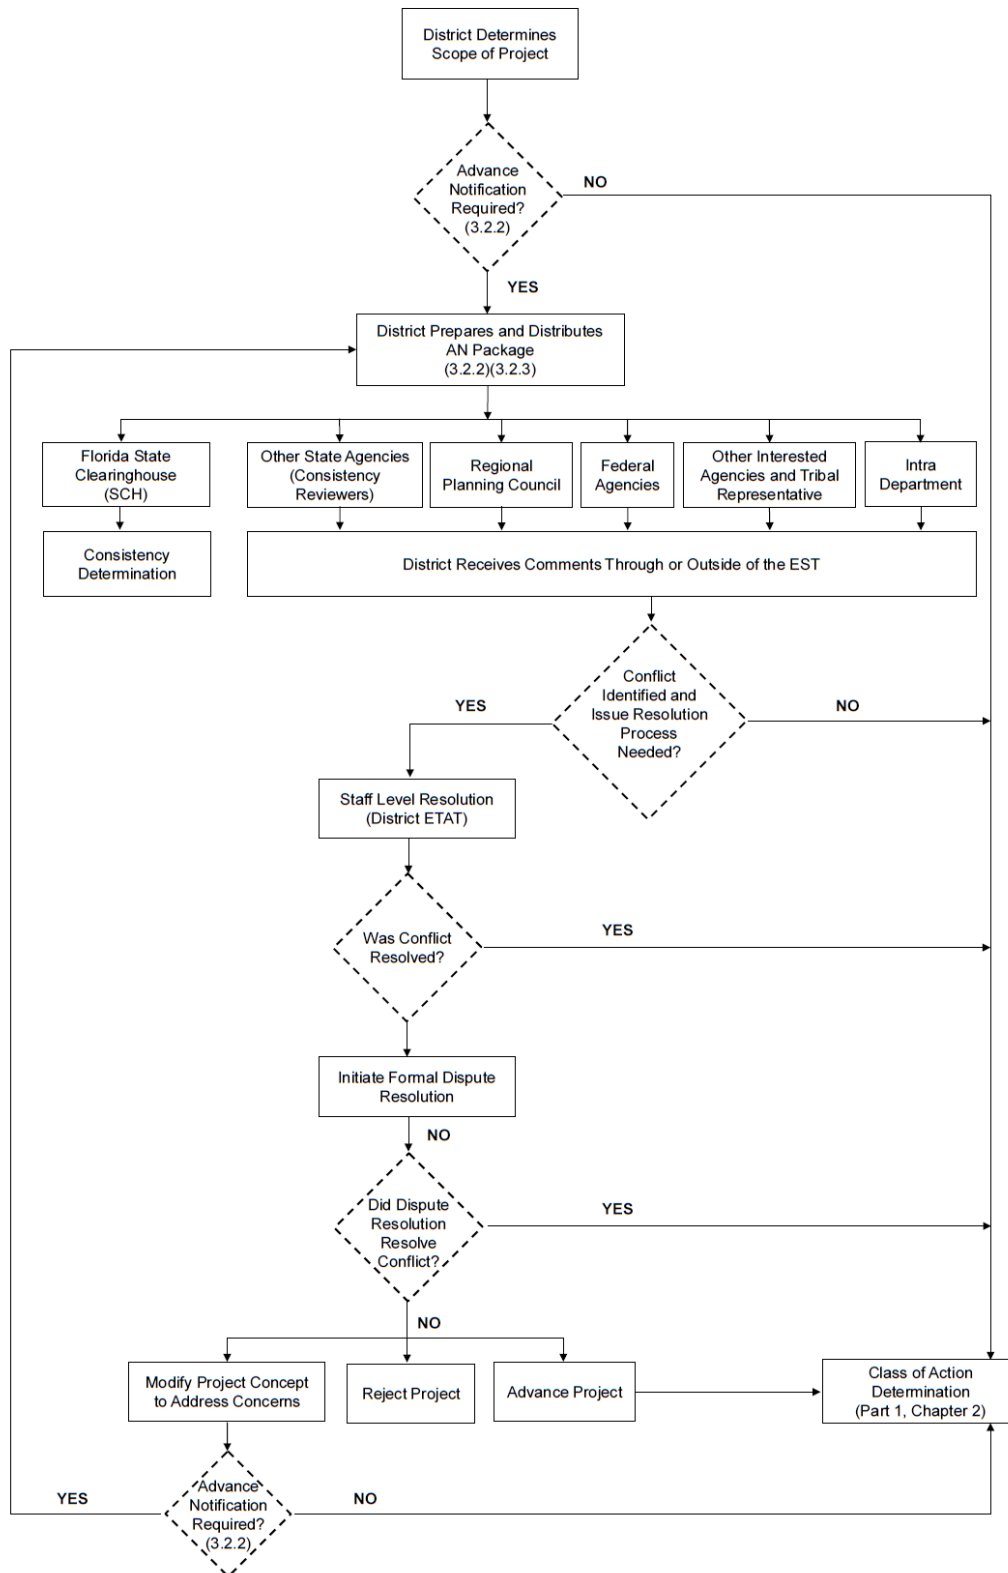 District Determines
Scope of Project
Advance
Notification
Required?
(3.2.2)
NO
YES
District Prepares and Distributes
AN Package
(3.2.2)(3.2.3)
Florida State
Clearinghouse
(SCH)
Other State Agencies
(Consistency
Reviewers)
Regional
Planning Council
Federal
Agencies
Other Interested
Agencies and Tribal
Representative
Intra
Department
Consistency
Determination
District Receives Comments Through or Outside of the EST
Conflict
Identified and
Issue Resolution
Process
Needed?
YES
NO
Staff Level Resolution
(District ETAT)
Was Conflict
Resolved?
YES
Initiate Formal Dispute
Resolution
NO
Did Dispute
Resolution
Resolve
Conflict?
YES
NO
Modify Project Concept
to Address Concerns
Reject Project
Advance Project
Class of Action
Determination
(Part 1, Chapter 2)
Advance
Notification
Required?
(3.2.2)
YES
NO